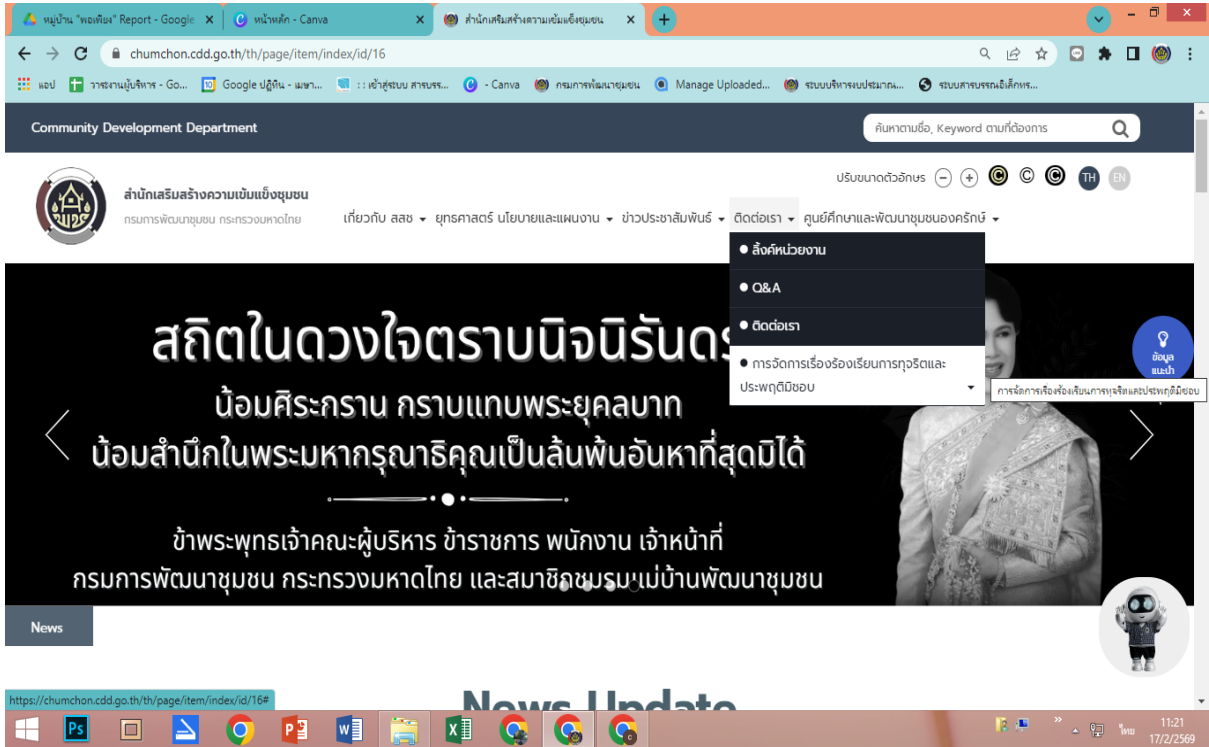 หมู่บ้าน "พอเพียง" Report - Google
หน้าหลัก - Canva
สำนักเสริมสร้างความเข้มแข็งชุมชน
chumchon.cdd.go.th/th/page/item/index/id/16
แอป
วาระงานผู้บริหาร - Go...
Google ปฏิทิน - เมษา...
: : เข้าสู่ระบบ สารบรร...
- Canva
กรมการพัฒนาชุมชน
Manage Uploaded...
ระบบบริหารงบประมาณ...
ระบบสารบรรณอิเล็กทร...
Community Development Department
ค้นหาตามชื่อ, Keyword ตามที่ต้องการ
ปรับขนาดตัวอักษร
TH EN
สำนักเสริมสร้างความเข้มแข็งชุมชน
กรมการพัฒนาชุมชน กระทรวงมหาดไทย
เกี่ยวกับ สสช ยุทธศาสตร์ นโยบายและแผนงาน ข่าวประชาสัมพันธ์ ติดต่อเรา ศูนย์ศึกษาและพัฒนาชุมชนองครักษ์
ลิ้งค์หน่วยงาน
Q&A
ติดต่อเรา
การจัดการเรื่องร้องเรียนการทุจริตและ
ประพฤติมิชอบ
การจัดการเรื่องร้องเรียนการทุจริตและประพฤติมิชอบ
ข้อมูล
แนะนำ
สถิตในดวงใจตราบนิจนิรันดร
น้อมศิระกราน กราบแทบพระยุคลบาท
น้อมสำนึกในพระมหากรุณาธิคุณเป็นล้นพ้นอันหาที่สุดมิได้
ข้าพระพุทธเจ้าคณะผู้บริหาร ข้าราชการ พนักงาน เจ้าหน้าที่
กรมการพัฒนาชุมชน กระทรวงมหาดไทย และสมาชิกชมรมแม่บ้านพัฒนาชุมชน
News
News Update
https://chumchon.cdd.go.th/th/page/item/index/id/16#
ไทย
11:21
17/2/2569